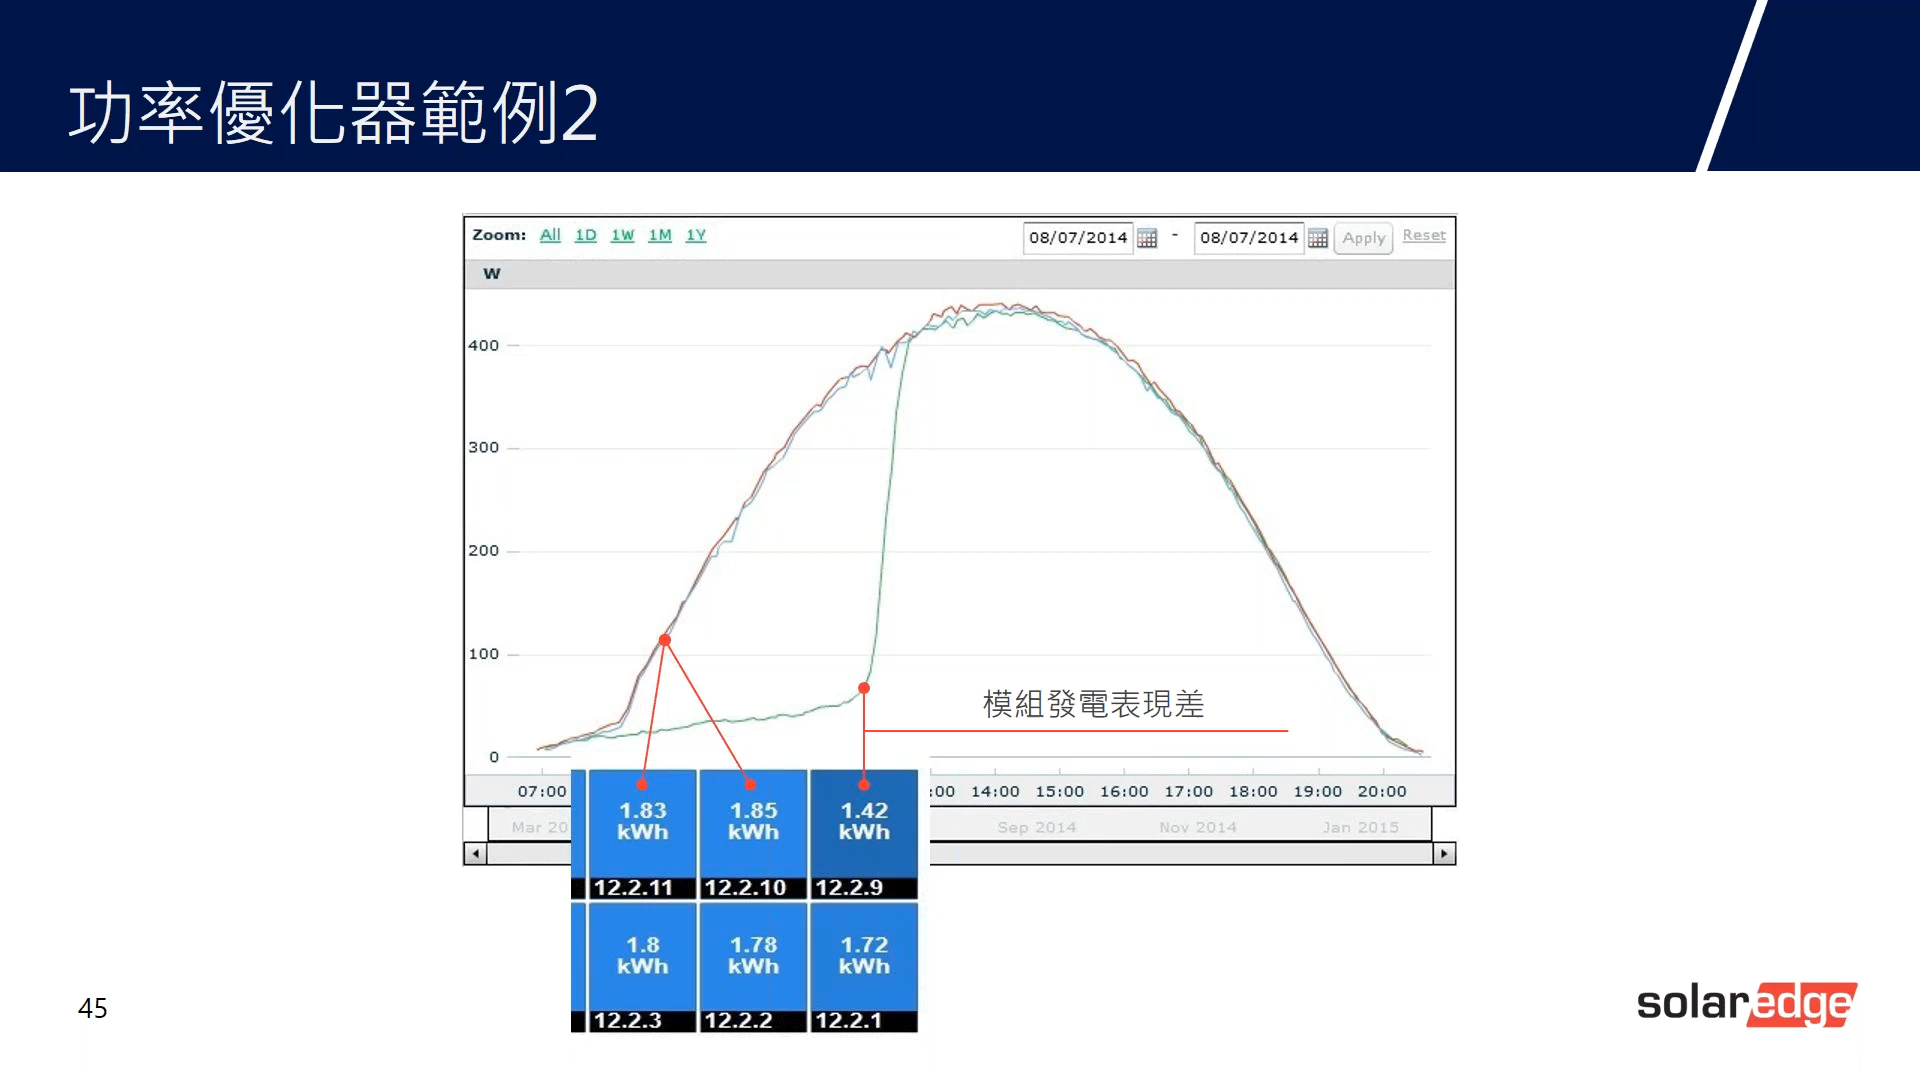 功率優化器範例2
Zoom: All 1D 1W 1M 1Y 08/07/2014 - 08/07/2014 Apply Reset
W
400
300
200
100
模組發電表現差
0
07:00 :00 14:00 15:00 16:00 17:00 18:00 19:00 20:00
Mar 20 Sep 2014 Nov 2014 Jan 2015
1.83 kWh 1.85 kWh 1.42 kWh
12.2.11 12.2.10 12.2.9
1.8 kWh 1.78 kWh 1.72 kWh
12.2.3 12.2.2 12.2.1
45
solaredge